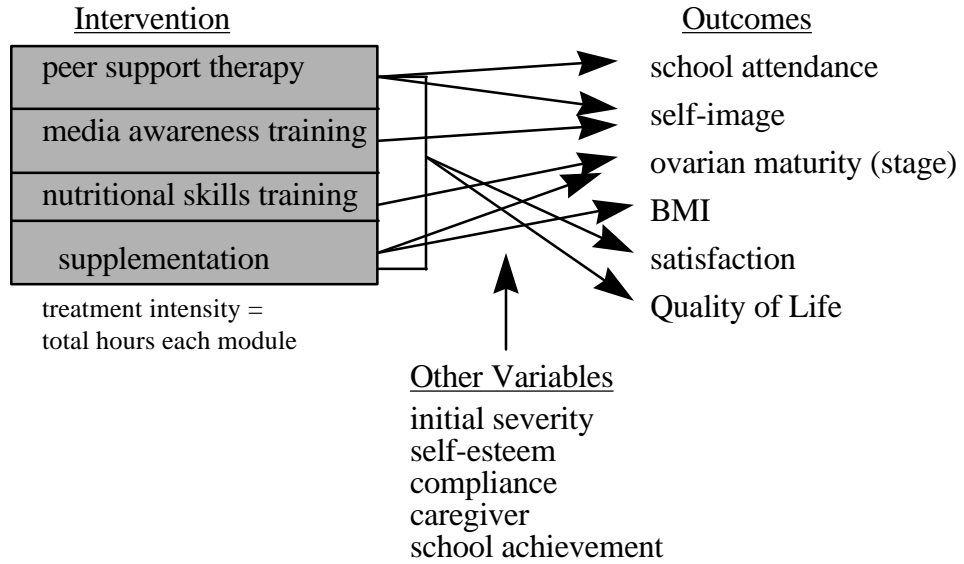 Intervention
peer support therapy
media awareness training
nutritional skills training
supplementation
treatment intensity =
total hours each module
Outcomes
school attendance
self-image
ovarian maturity (stage)
BMI
satisfaction
Quality of Life
Other Variables
initial severity
self-esteem
compliance
caregiver
school achievement